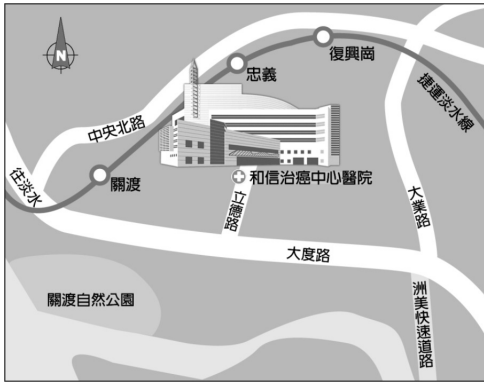 N
復興崗
忠義
捷運淡水線
中央北路
往淡水
關渡
和信治癌中心醫院
立德路
大業路
大度路
關渡自然公園
洲美快速道路